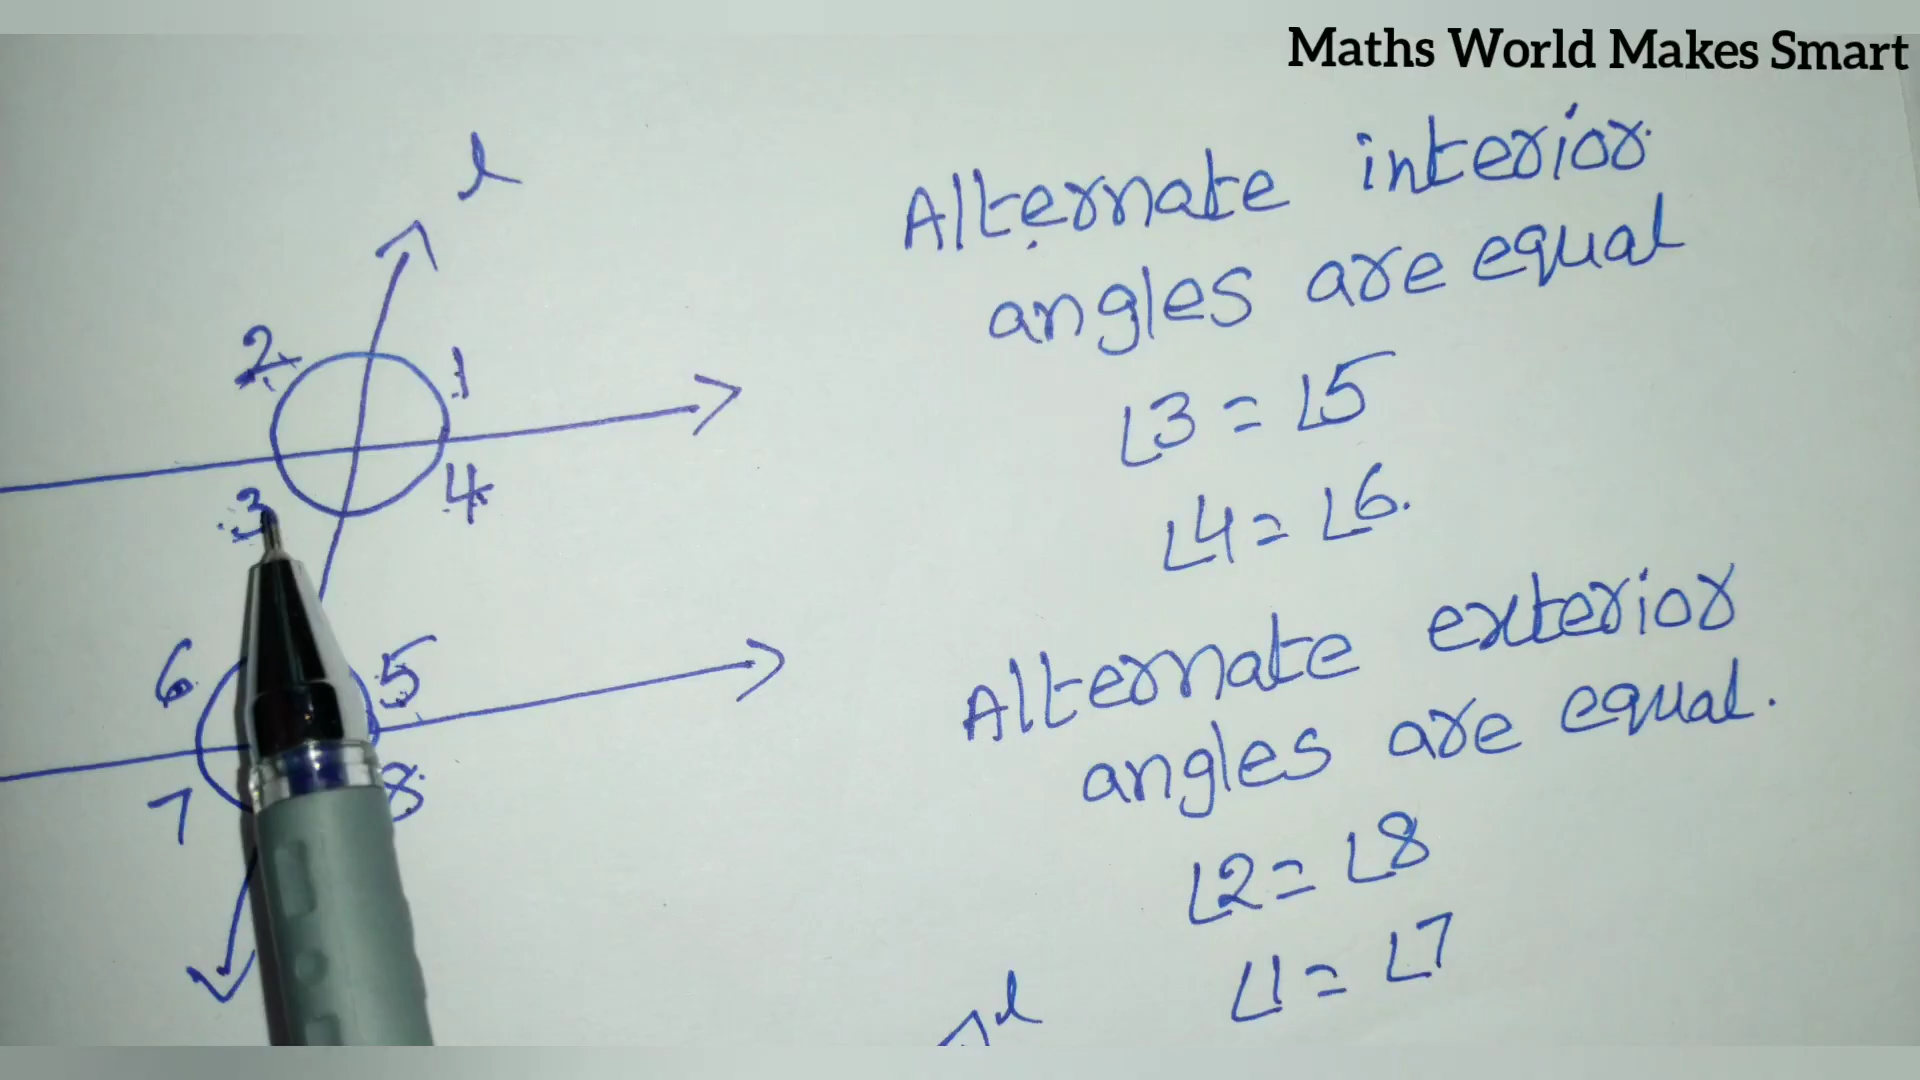 Maths World Makes Smart
l
2
1
3
4
6
5
7
8
Alternate interior
angles are equal
∠3 = ∠5
∠4 = ∠6.
Alternate exterior
angles are equal.
∠2 = ∠8
∠1 = ∠7
l